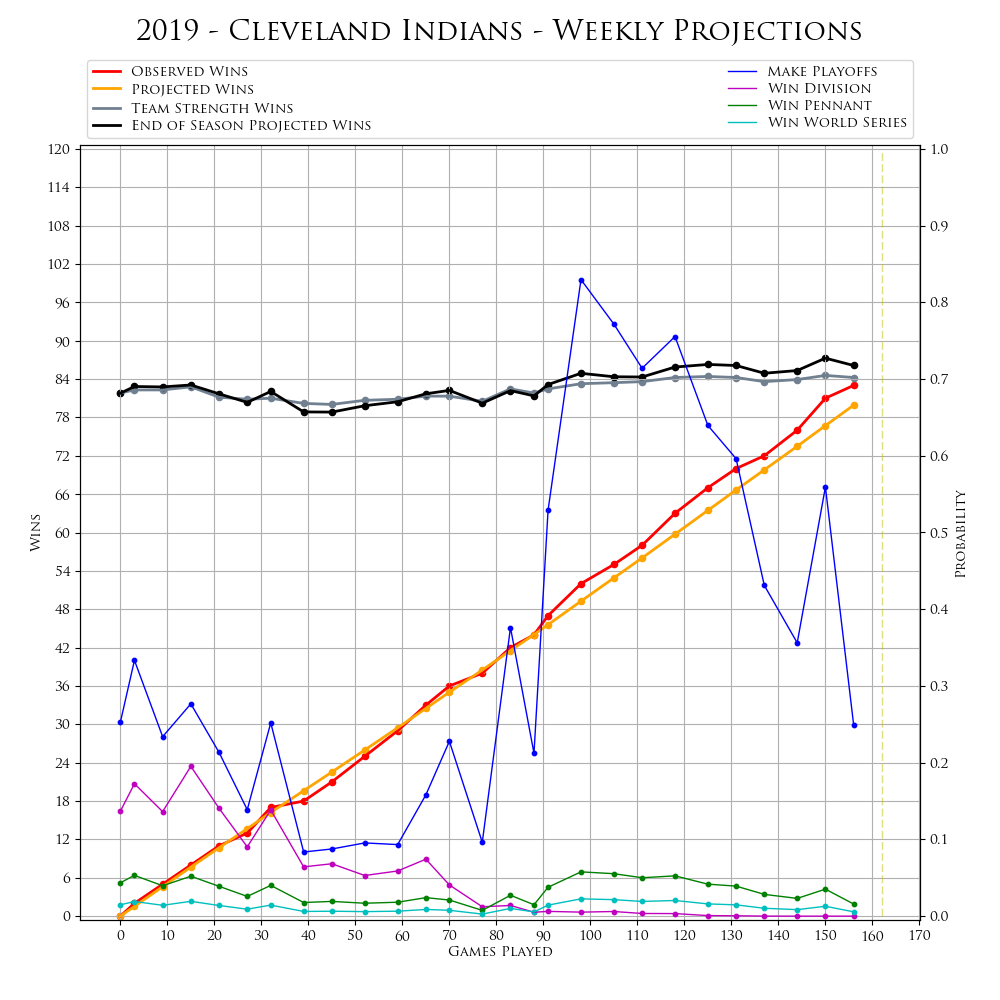 2019 - Cleveland Indians - Weekly Projections
Observed Wins
Projected Wins
Team Strength Wins
End of Season Projected Wins
Make Playoffs
Win Division
Win Pennant
Win World Series
120
114
108
102
96
90
84
78
72
66
60
54
48
42
36
30
24
18
12
6
0
Wins
1.0
0.9
0.8
0.7
0.6
0.5
0.4
0.3
0.2
0.1
0.0
Probability
0 10 20 30 40 50 60 70 80 90 100 110 120 130 140 150 160 170
Games Played